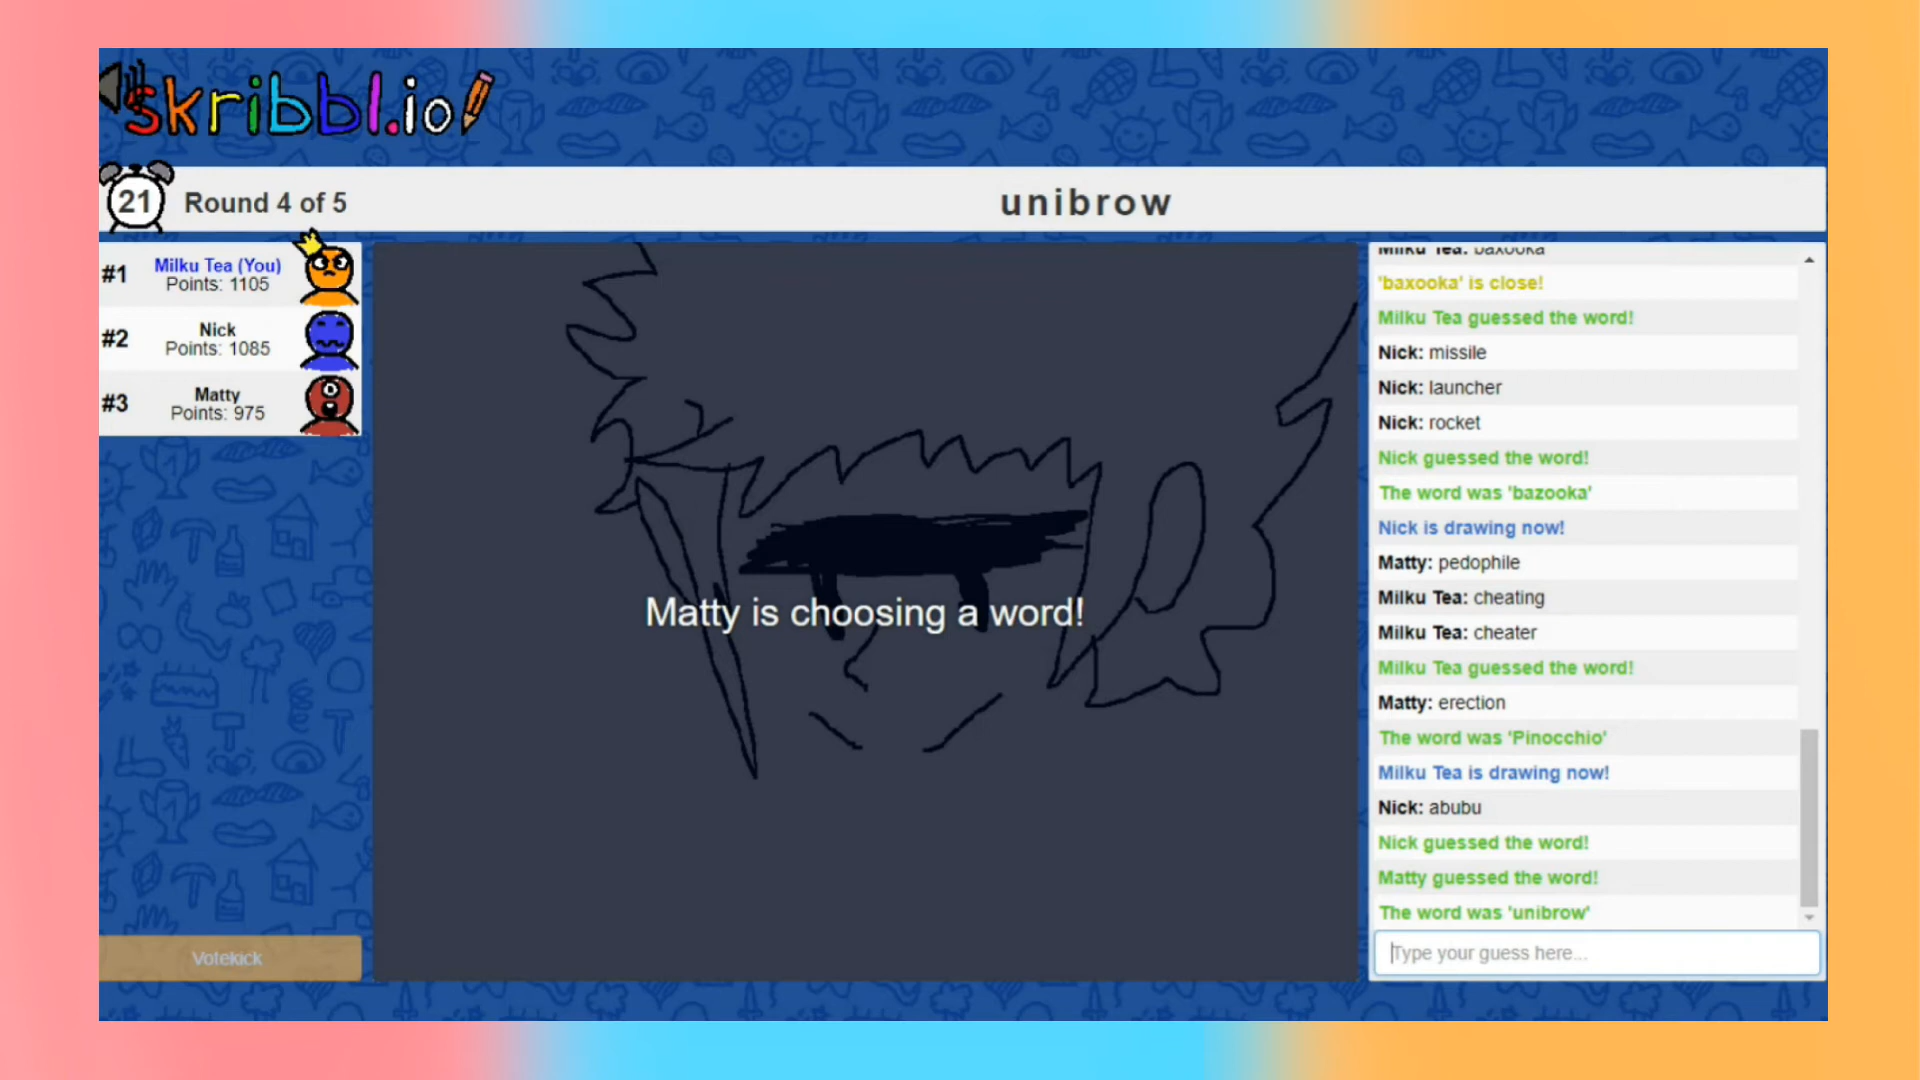 skribbl.io
21
Round 4 of 5
unibrow
#1
Milku Tea (You)
Points: 1105
#2
Nick
Points: 1085
#3
Matty
Points: 975
Votekick
Matty is choosing a word!
Milku Tea: baxooka
'baxooka' is close!
Milku Tea guessed the word!
Nick: missile
Nick: launcher
Nick: rocket
Nick guessed the word!
The word was 'bazooka'
Nick is drawing now!
Matty: pedophile
Milku Tea: cheating
Milku Tea: cheater
Milku Tea guessed the word!
Matty: erection
The word was 'Pinocchio'
Milku Tea is drawing now!
Nick: abubu
Nick guessed the word!
Matty guessed the word!
The word was 'unibrow'
Type your guess here...